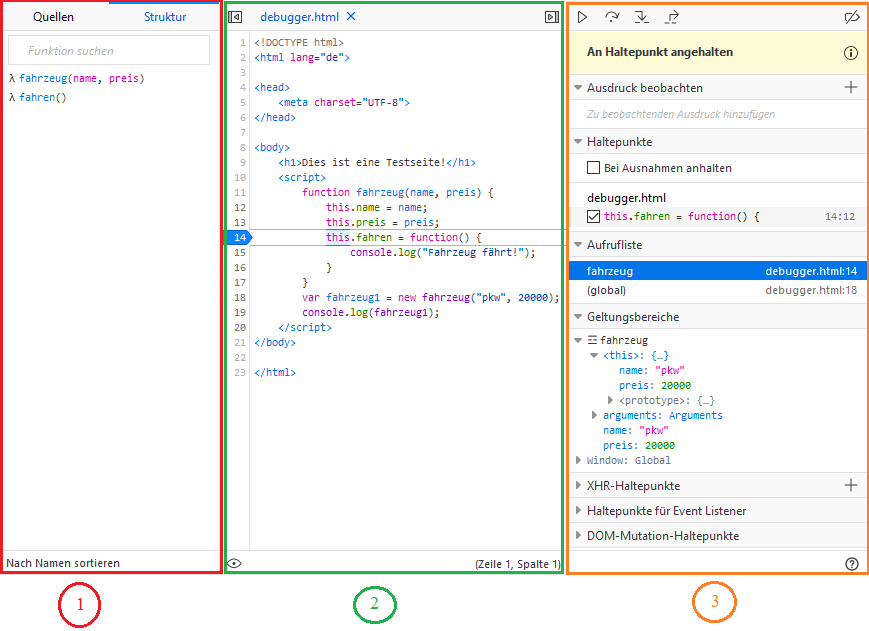 Quellen Struktur
Funktion suchen
λ fahrzeug(name, preis)
λ fahren()
Nach Namen sortieren
1
debugger.html ✕
1 <!DOCTYPE html>
2 <html lang="de">
3
4 <head>
5 <meta charset="UTF-8">
6 </head>
7
8 <body>
9 <h1>Dies ist eine Testseite!</h1>
10 <script>
11 function fahrzeug(name, preis) {
12 this.name = name;
13 this.preis = preis;
14 this.fahren = function() {
15 console.log("Fahrzeug fährt!");
16 }
17 }
18 var fahrzeug1 = new fahrzeug("pkw", 20000);
19 console.log(fahrzeug1);
20 </script>
21 </body>
22
23 </html>
(Zeile 1, Spalte 1)
2
An Haltepunkt angehalten
Ausdruck beobachten
Zu beobachtenden Ausdruck hinzufügen
Haltepunkte
Bei Ausnahmen anhalten
debugger.html
this.fahren = function() { 14:12
Aufrufliste
fahrzeug debugger.html:14
(global) debugger.html:18
Geltungsbereiche
fahrzeug
<this>: {…}
name: "pkw"
preis: 20000
<prototype>: {…}
arguments: Arguments
name: "pkw"
preis: 20000
Window: Global
XHR-Haltepunkte
Haltepunkte für Event Listener
DOM-Mutation-Haltepunkte
3